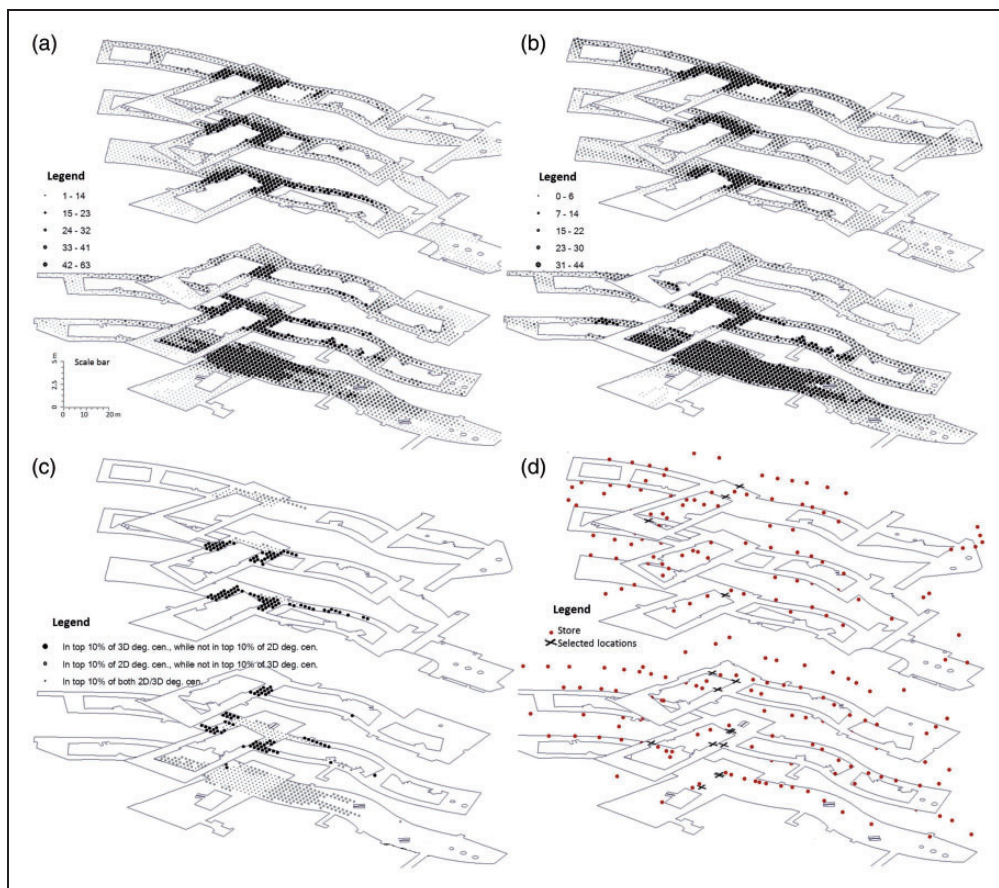 (a)
Legend
1 - 14
15 - 23
24 - 32
33 - 41
42 - 63
5 m
Scale bar
2.5
0
0 10 20 m
(b)
Legend
0 - 6
7 - 14
15 - 22
23 - 30
31 - 44
(c)
Legend
In top 10% of 3D deg. cen., while not in top 10% of 2D deg. cen.
In top 10% of 2D deg. cen., while not in top 10% of 3D deg. cen.
In top 10% of both 2D/3D deg. cen.
(d)
Legend
Store
Selected locations